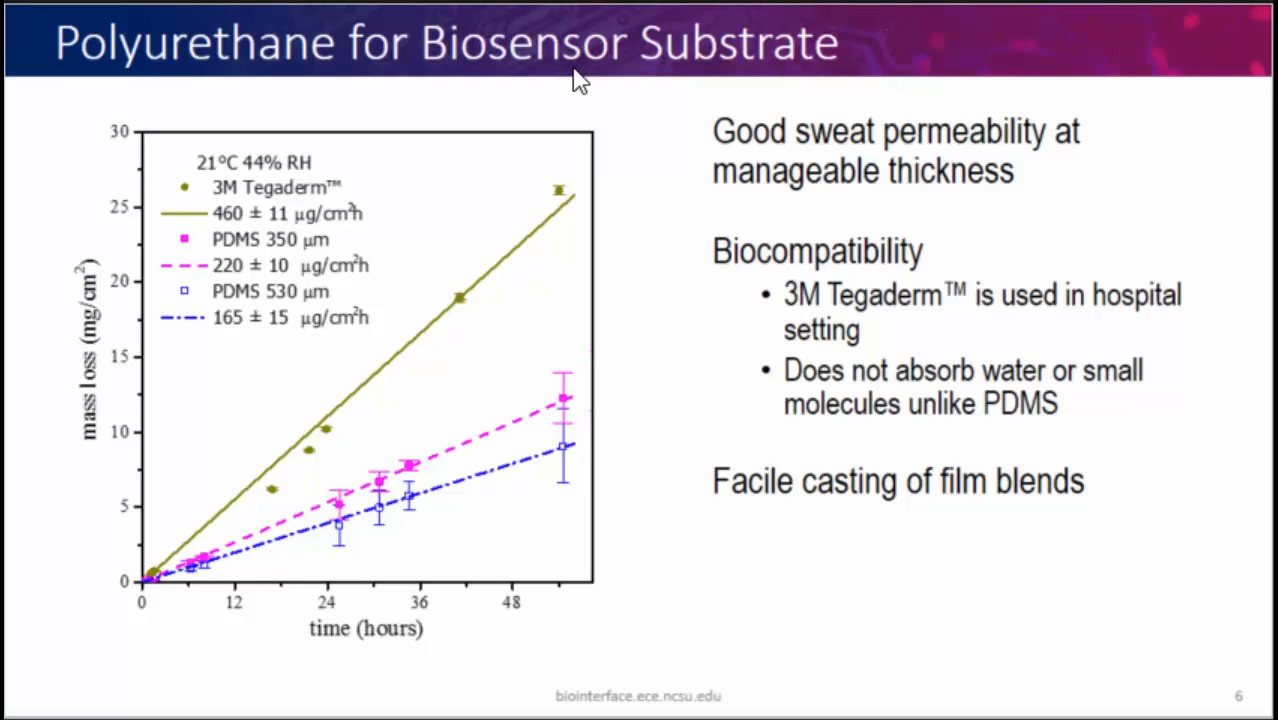 Polyurethane for Biosensor Substrate
30
25
20
15
10
5
0
mass loss (mg/cm²)
21°C 44% RH
3M Tegaderm™
460 ± 11 µg/cm²h
PDMS 350 µm
220 ± 10 µg/cm²h
PDMS 530 µm
165 ± 15 µg/cm²h
0 12 24 36 48
time (hours)
Good sweat permeability at
manageable thickness
Biocompatibility
• 3M Tegaderm™ is used in hospital
setting
• Does not absorb water or small
molecules unlike PDMS
Facile casting of film blends
biointerface.ece.ncsu.edu
6